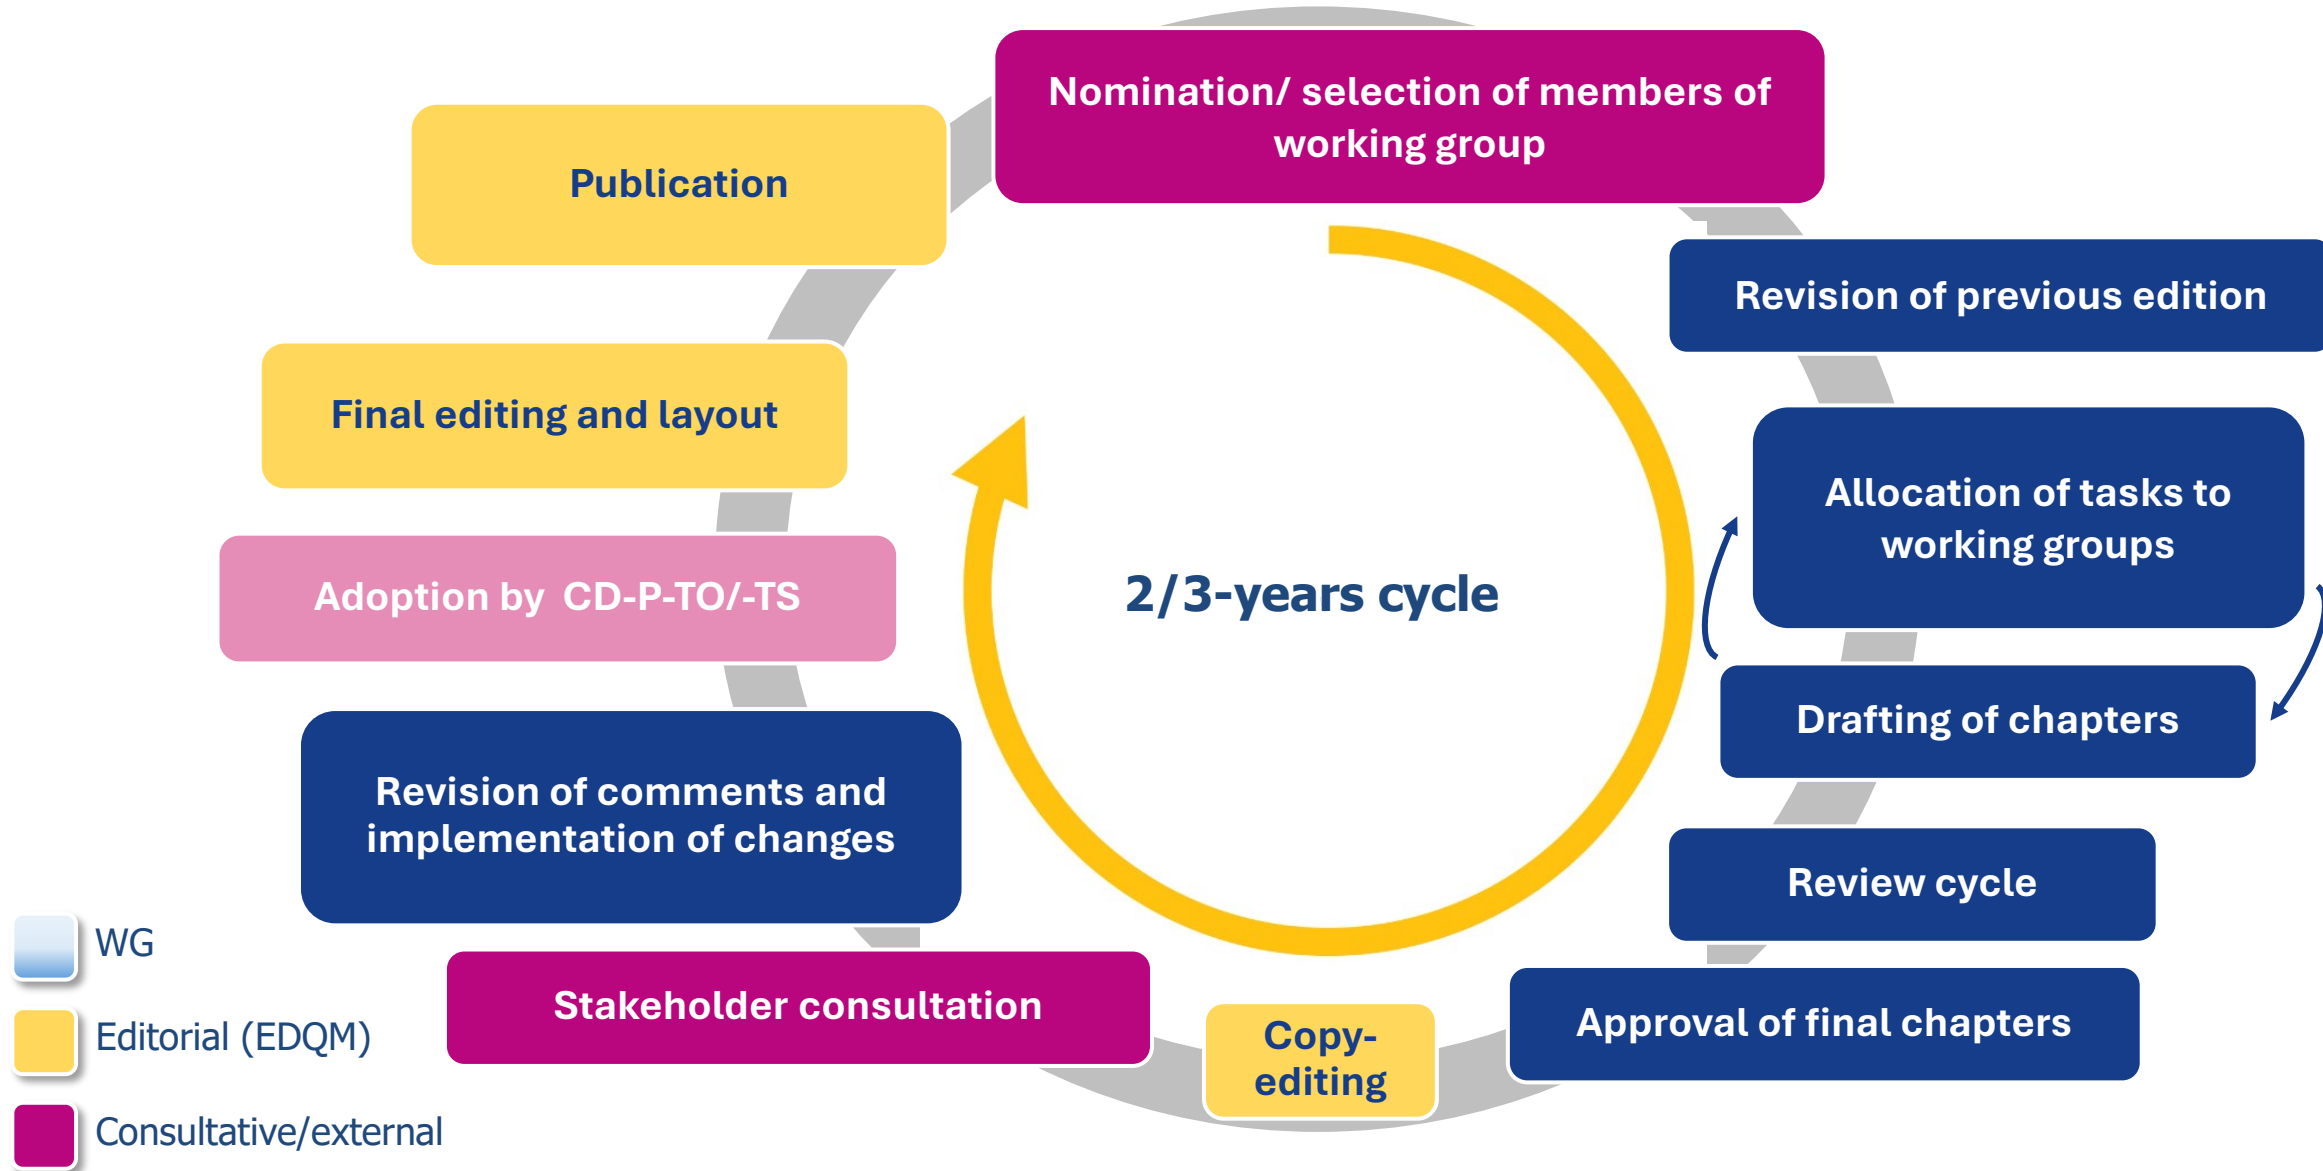 Nomination/ selection of members of
working group
Revision of previous edition
Allocation of tasks to
working groups
Drafting of chapters
Review cycle
Approval of final chapters
Copy-
editing
Stakeholder consultation
Revision of comments and
implementation of changes
Adoption by  CD-P-TO/-TS
Final editing and layout
Publication
2/3-years cycle
WG
Editorial (EDQM)
Consultative/external